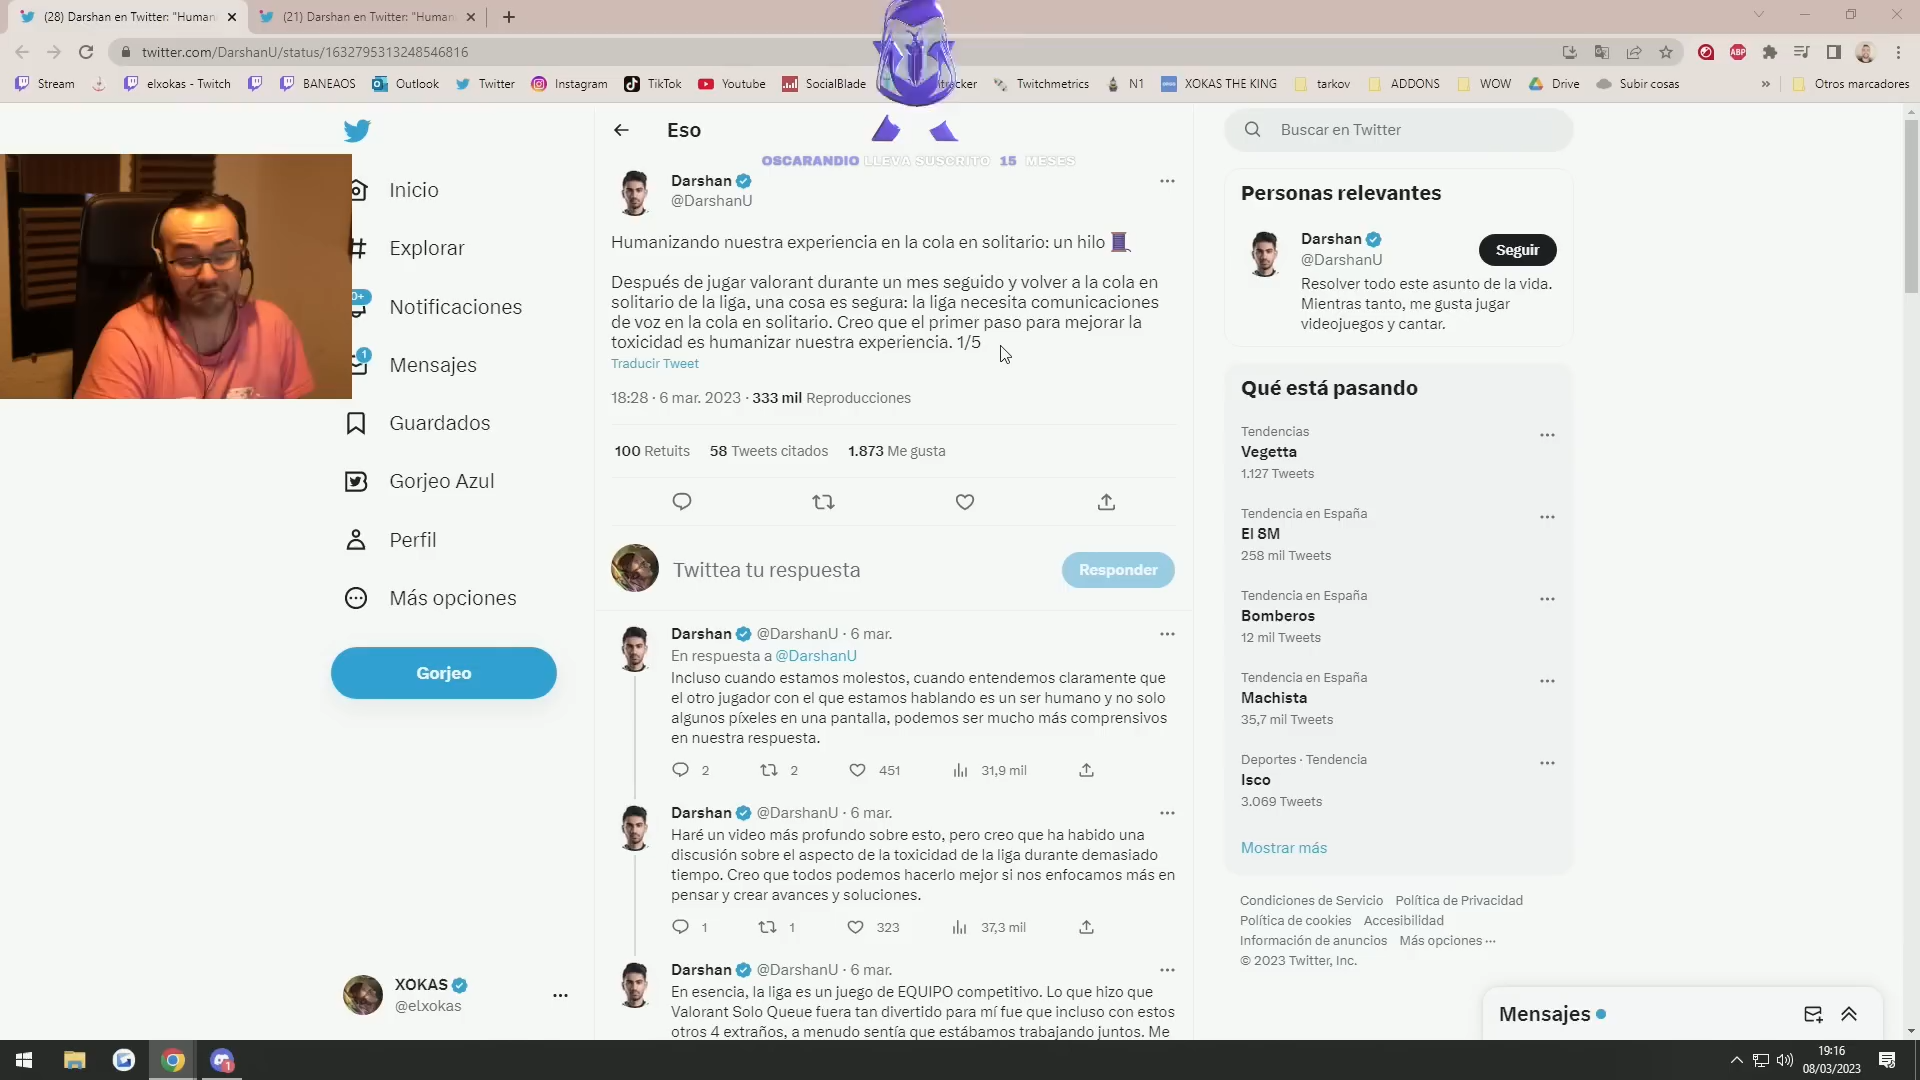 (28) Darshan en Twitter: "Human
(21) Darshan en Twitter: "Human
twitter.com/DarshanU/status/1632795313248546816
Stream
elxokas - Twitch
BANEAOS
Outlook
Twitter
Instagram
TikTok
Youtube
SocialBlade
Twitchmetrics
N1
XOKAS THE KING
tarkov
ADDONS
WOW
Drive
Subir cosas
Otros marcadores
ABP
Eso
OSCARANDIO LLEVA SUSCRITO 15 MESES
Darshan
@DarshanU
Humanizando nuestra experiencia en la cola en solitario: un hilo
Después de jugar valorant durante un mes seguido y volver a la cola en
solitario de la liga, una cosa es segura: la liga necesita comunicaciones
de voz en la cola en solitario. Creo que el primer paso para mejorar la
toxicidad es humanizar nuestra experiencia. 1/5
Traducir Tweet
18:28 · 6 mar. 2023 · 333 mil Reproducciones
100 Retuits 58 Tweets citados 1.873 Me gusta
Twittea tu respuesta
Responder
Darshan @DarshanU · 6 mar.
En respuesta a @DarshanU
Incluso cuando estamos molestos, cuando entendemos claramente que
el otro jugador con el que estamos hablando es un ser humano y no solo
algunos píxeles en una pantalla, podemos ser mucho más comprensivos
en nuestra respuesta.
2 2 451 31,9 mil
Darshan @DarshanU · 6 mar.
Haré un video más profundo sobre esto, pero creo que ha habido una
discusión sobre el aspecto de la toxicidad de la liga durante demasiado
tiempo. Creo que todos podemos hacerlo mejor si nos enfocamos más en
pensar y crear avances y soluciones.
1 1 323 37,3 mil
Darshan @DarshanU · 6 mar.
En esencia, la liga es un juego de EQUIPO competitivo. Lo que hizo que
Valorant Solo Queue fuera tan divertido para mí fue que incluso con estos
otros 4 extraños, a menudo sentía que estábamos trabajando juntos. Me
Inicio
Explorar
Notificaciones
Mensajes
1
Guardados
Gorjeo Azul
Perfil
Más opciones
Gorjeo
XOKAS
@elxokas
Buscar en Twitter
Personas relevantes
Darshan
@DarshanU
Seguir
Resolver todo este asunto de la vida.
Mientras tanto, me gusta jugar
videojuegos y cantar.
Qué está pasando
Tendencias
Vegetta
1.127 Tweets
Tendencia en España
El 8M
258 mil Tweets
Tendencia en España
Bomberos
12 mil Tweets
Tendencia en España
Machista
35,7 mil Tweets
Deportes · Tendencia
Isco
3.069 Tweets
Mostrar más
Condiciones de Servicio Política de Privacidad
Política de cookies Accesibilidad
Información de anuncios Más opciones ···
© 2023 Twitter, Inc.
Mensajes
19:16
08/03/2023